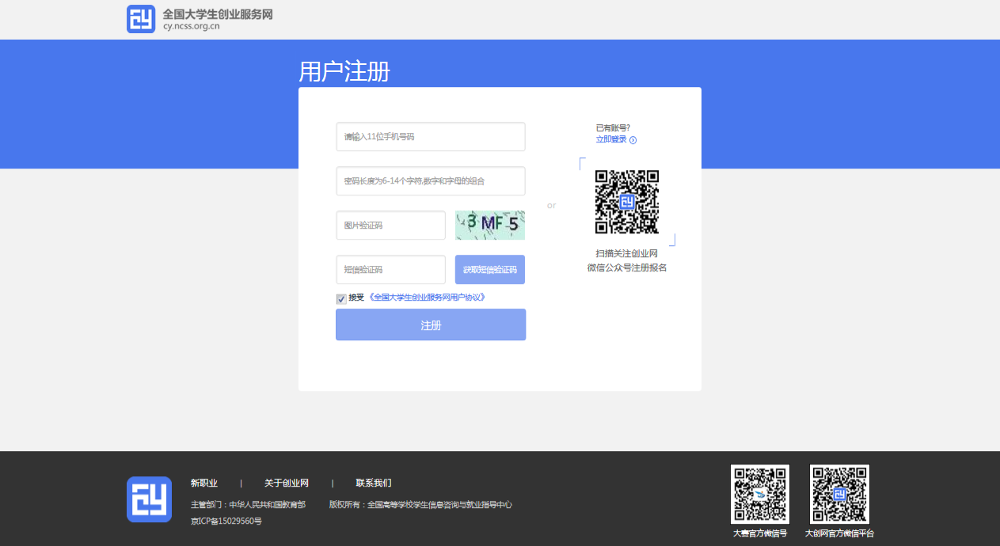 全国大学生创业服务网
cy.ncss.org.cn
用户注册
请输入11位手机号码
密码长度为6-14个字符,数字和字母的组合
图片验证码
3 MF 5
短信验证码 获取短信验证码
接受 《全国大学生创业服务网用户协议》
注册
or
已有账号?
立即登录
扫描关注创业网
微信公众号注册报名
新职业 | 关于创业网 | 联系我们
主管部门：中华人民共和国教育部 版权所有：全国高等学校学生信息咨询与就业指导中心
京ICP备15029560号
大赛官方微信号 大创网官方微信平台